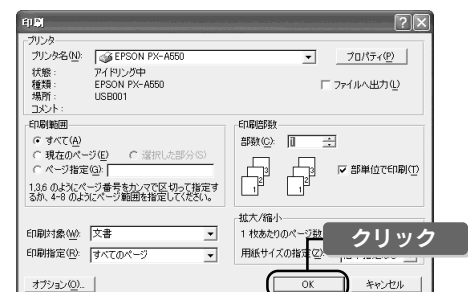 印刷
プリンタ
プリンタ名(N): EPSON PX-A550 プロパティ(P)
状態: アイドリング中
種類: EPSON PX-A550 ファイルへ出力(L)
場所: USB001
コメント:
印刷範囲
すべて(A)
現在のページ(E) 選択した部分(S)
ページ指定(G):
1,3,6 のようにページ番号をカンマで区切って指定するか、4-8 のようにページ範囲を指定してください。
印刷部数
部数(C): 1
部単位で印刷(T)
印刷対象(W): 文書
印刷指定(R): すべてのページ
拡大/縮小
1 枚あたりのページ数
用紙サイズの指定(Z):
クリック
オプション(O)... OK キャンセル